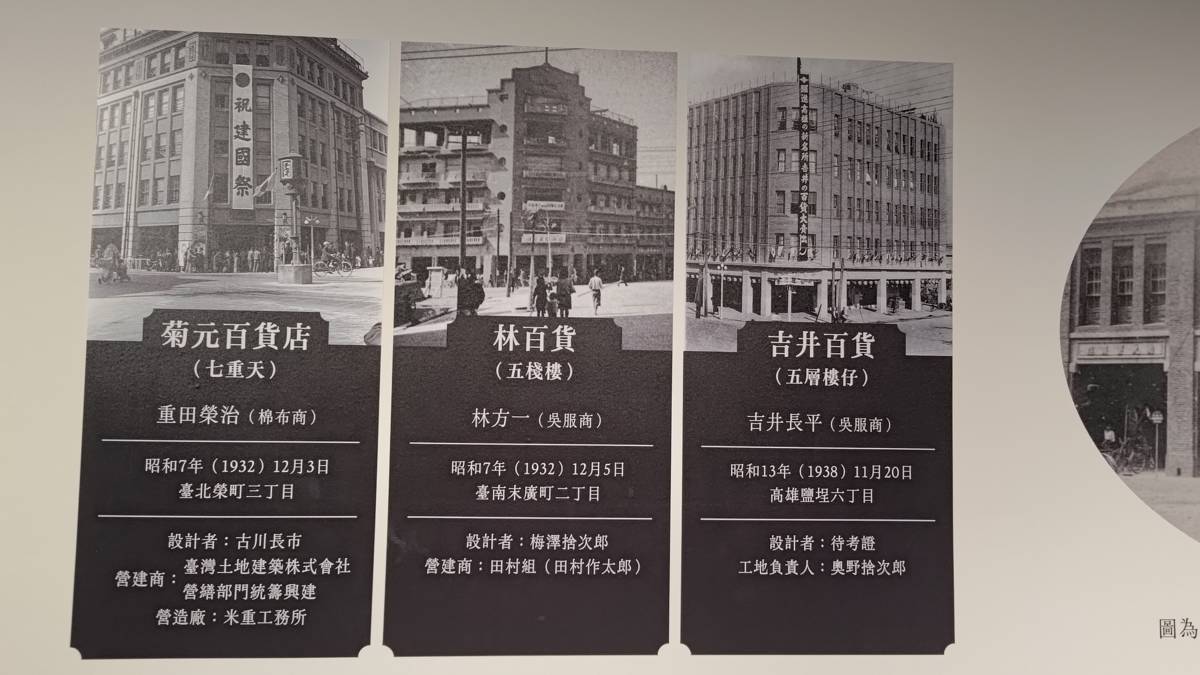 祝建國祭
菊元百貨店
(七重天)
重田榮治(棉布商)
昭和7年(1932)12月3日
臺北榮町三丁目
設計者:古川長市
營建商:臺灣土地建築株式會社
營繕部門統籌興建
營造廠:米重工務所
林百貨
(五棧樓)
林方一(吳服商)
昭和7年(1932)12月5日
臺南末廣町二丁目
設計者:梅澤捨次郎
營建商:田村組(田村作太郎)
吉井百貨
(五層樓仔)
吉井長平(吳服商)
昭和13年(1938)11月20日
高雄鹽埕六丁目
設計者:待考證
工地負責人:奧野捨次郎
圖為